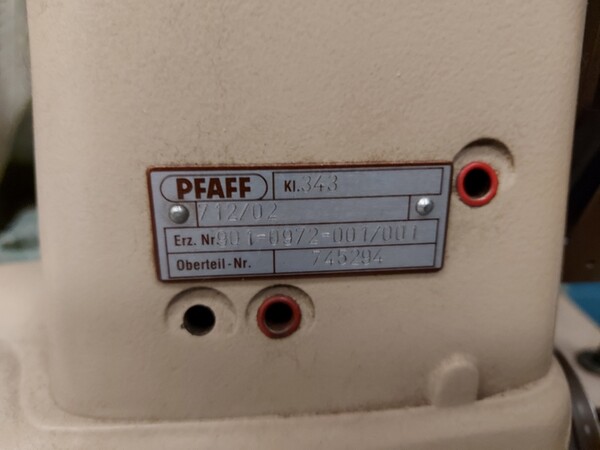 PFAFF Kl. 343
712/02
Erz. Nr. 901-0972-001/001
Oberteil-Nr. 745294